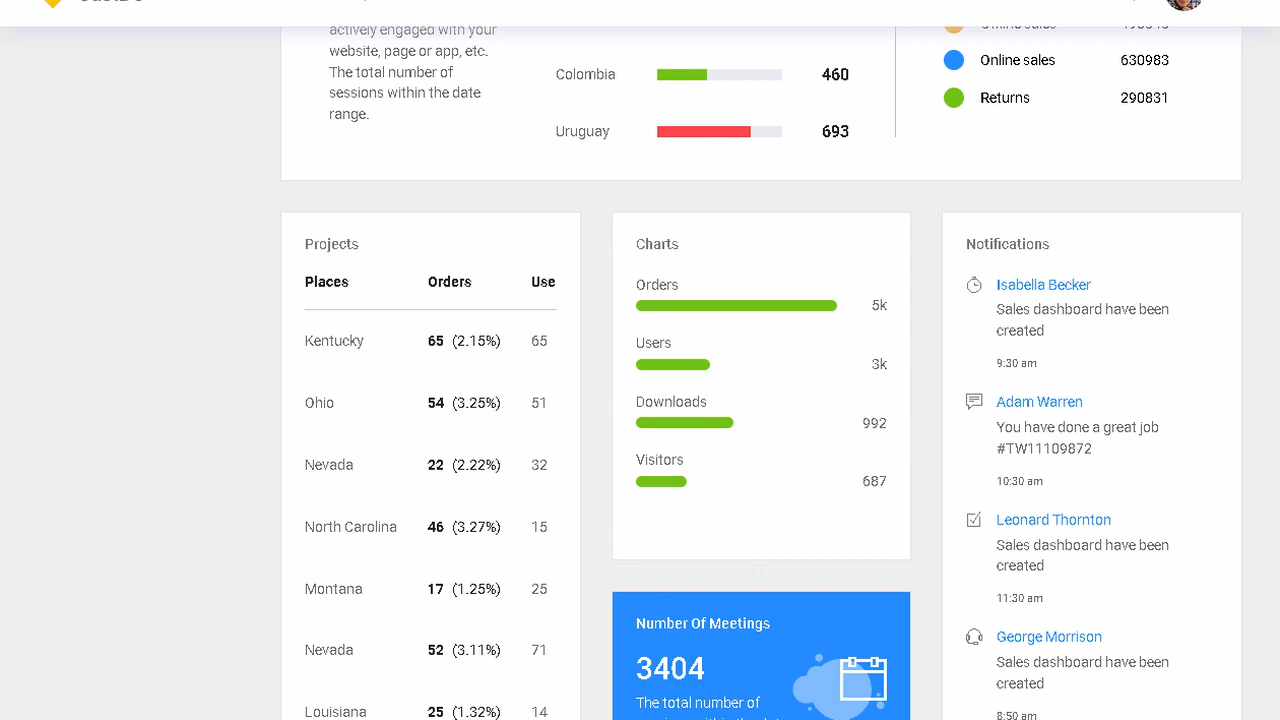 actively engaged with your
website, page or app, etc.
The total number of
sessions within the date
range.
Colombia 460
Uruguay 693
Online sales 630983
Returns 290831
Projects
Places Orders Use
Kentucky 65 (2.15%) 65
Ohio 54 (3.25%) 51
Nevada 22 (2.22%) 32
North Carolina 46 (3.27%) 15
Montana 17 (1.25%) 25
Nevada 52 (3.11%) 71
Louisiana 25 (1.32%) 14
Charts
Orders
5k
Users
3k
Downloads
992
Visitors
687
Number Of Meetings
3404
The total number of
Notifications
Isabella Becker
Sales dashboard have been
created
9:30 am
Adam Warren
You have done a great job
#TW11109872
10:30 am
Leonard Thornton
Sales dashboard have been
created
11:30 am
George Morrison
Sales dashboard have been
created
8:50 am